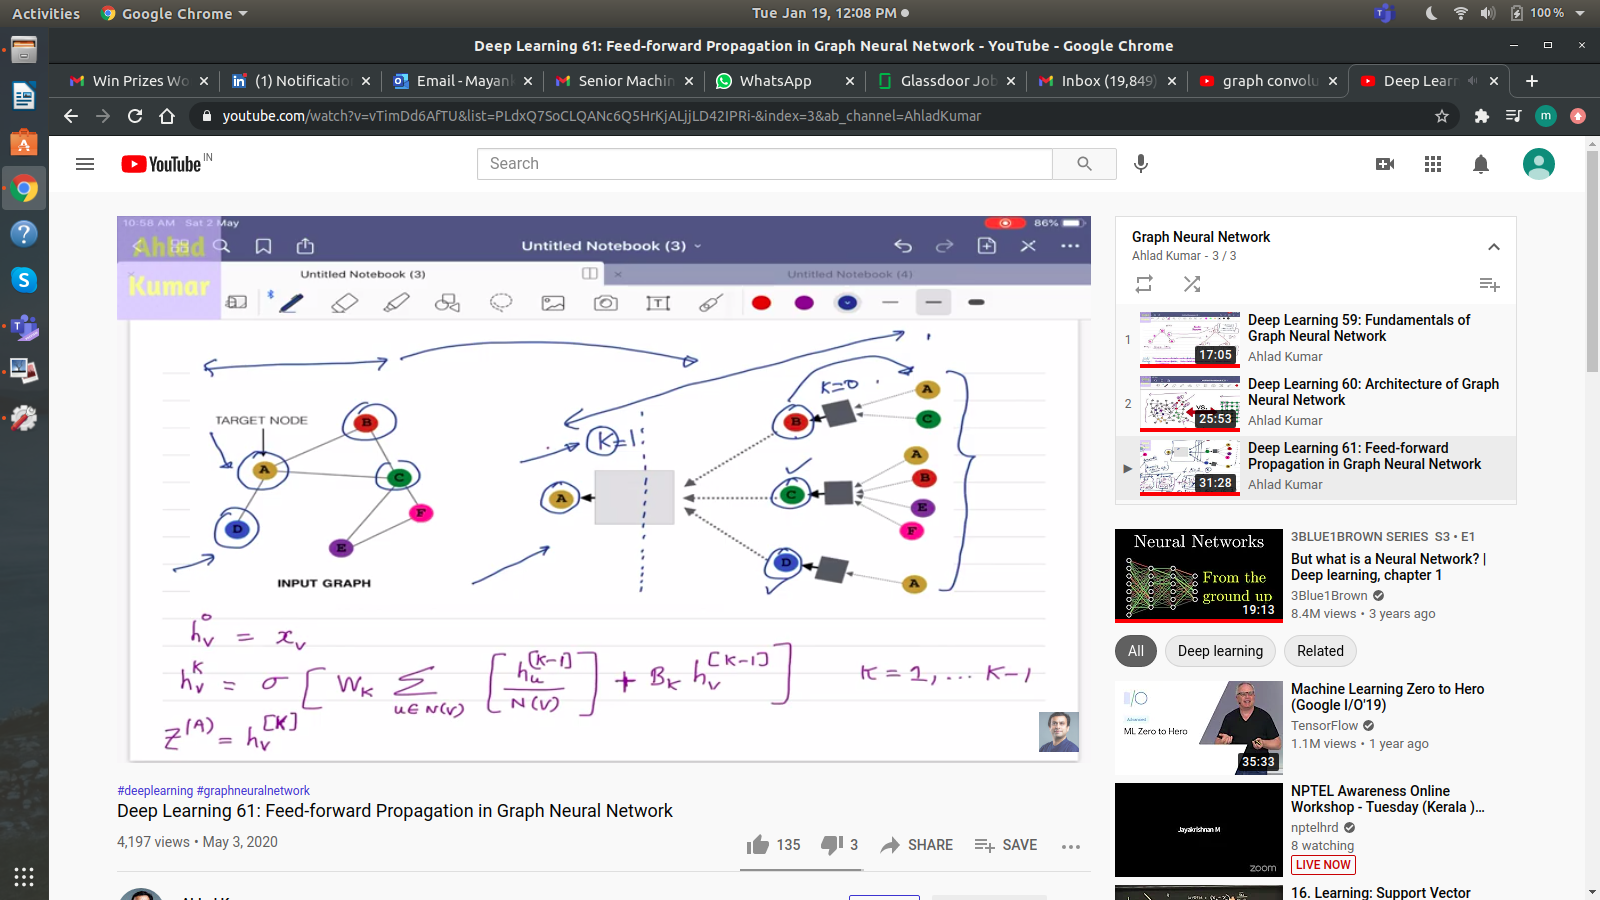 Activities
Google Chrome
Tue Jan 19, 12:08 PM
100 %
Deep Learning 61: Feed-forward Propagation in Graph Neural Network - YouTube - Google Chrome
Win Prizes Wo
(1) Notificatio
Email - Mayan
Senior Machin
WhatsApp
Glassdoor Job
Inbox (19,849)
graph convolu
Deep Learn
youtube.com/watch?v=vTimDd6AfTU&list=PLdxQ7SoCLQANc6Q5HrKjALjjLD42IPRi-&index=3&ab_channel=AhladKumar
m
YouTube IN
Search
10:58 AM Sat 2 May
86%
Ahlad
Kumar
Untitled Notebook (3)
Untitled Notebook (3)
Untitled Notebook (4)
K=0
TARGET NODE
K=1
A
B
C
D
E
F
INPUT GRAPH
A
B
C
D
A
C
A
B
E
F
A
h_v^0 = x_v
h_v^K = σ [ W_K Σ_{u∈N(v)} [ h_u^{[K-1]} / N(v) ] + B_K h_v^{[K-1]} ] K = 1, ... K-1
Z^{(A)} = h_v^{[K]}
#deeplearning #graphneuralnetwork
Deep Learning 61: Feed-forward Propagation in Graph Neural Network
4,197 views • May 3, 2020
135
3
SHARE
SAVE
Graph Neural Network
Ahlad Kumar - 3 / 3
1
17:05
Deep Learning 59: Fundamentals of
Graph Neural Network
Ahlad Kumar
2
25:53
Deep Learning 60: Architecture of Graph
Neural Network
Ahlad Kumar
31:28
Deep Learning 61: Feed-forward
Propagation in Graph Neural Network
Ahlad Kumar
Neural Networks
From the
ground up
19:13
3BLUE1BROWN SERIES S3 • E1
But what is a Neural Network? |
Deep learning, chapter 1
3Blue1Brown
8.4M views • 3 years ago
All
Deep learning
Related
I/O
Advanced
ML Zero to Hero
35:33
Machine Learning Zero to Hero
(Google I/O'19)
TensorFlow
1.1M views • 1 year ago
Jayakrishnan M
zoom
NPTEL Awareness Online
Workshop - Tuesday (Kerala )...
nptelhrd
8 watching
LIVE NOW
16. Learning: Support Vector